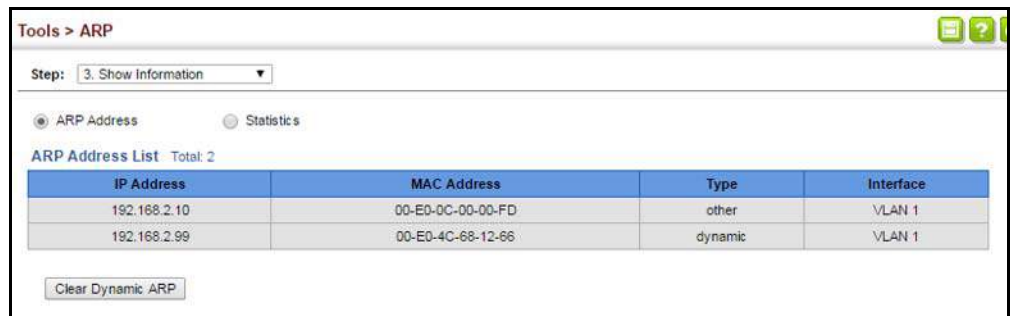 Tools > ARP
?
Step: 3. Show Information
ARP Address Statistics
ARP Address List Total: 2
IP Address MAC Address Type Interface
192.168.2.10 00-E0-0C-00-00-FD other VLAN 1
192.168.2.99 00-E0-4C-68-12-66 dynamic VLAN 1
Clear Dynamic ARP